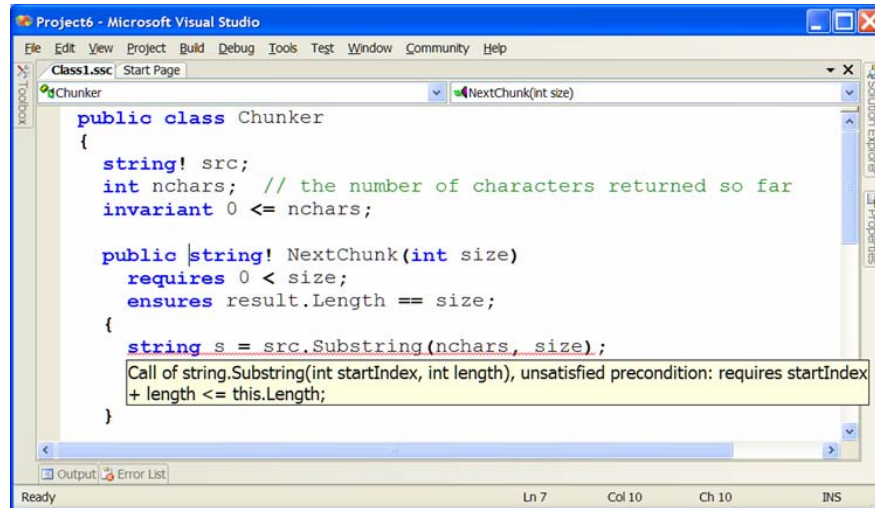 Project6 - Microsoft Visual Studio
File Edit View Project Build Debug Tools Test Window Community Help
Toolbox
Class1.ssc Start Page
Chunker
NextChunk(int size)
Solution Explorer
Properties
public class Chunker
{
string! src;
int nchars; // the number of characters returned so far
invariant 0 <= nchars;
public string! NextChunk(int size)
requires 0 < size;
ensures result.Length == size;
{
string s = src.Substring(nchars, size);
Call of string.Substring(int startIndex, int length), unsatisfied precondition: requires startIndex
+ length <= this.Length;
}
Output Error List
Ready Ln 7 Col 10 Ch 10 INS